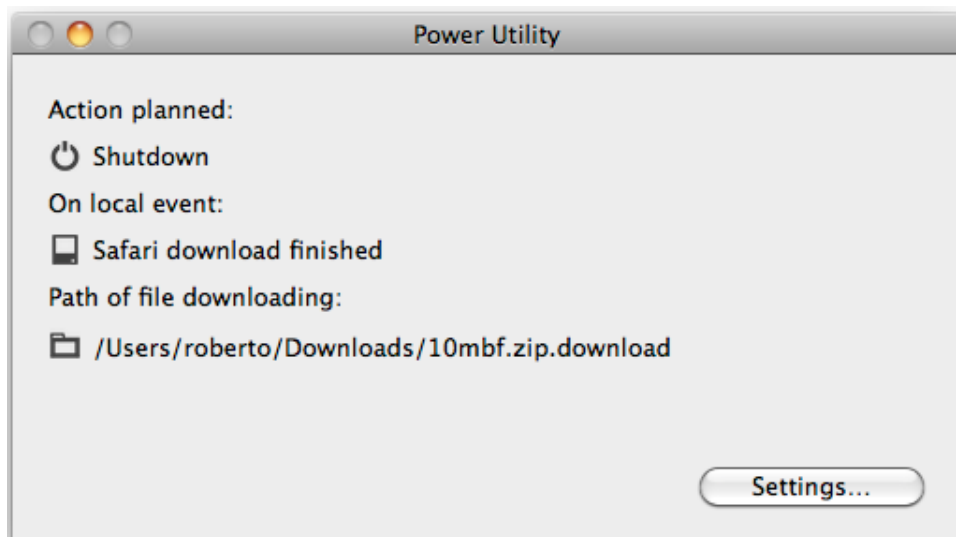 Power Utility
Action planned:
Shutdown
On local event:
Safari download finished
Path of file downloading:
/Users/roberto/Downloads/10mbf.zip.download
Settings...